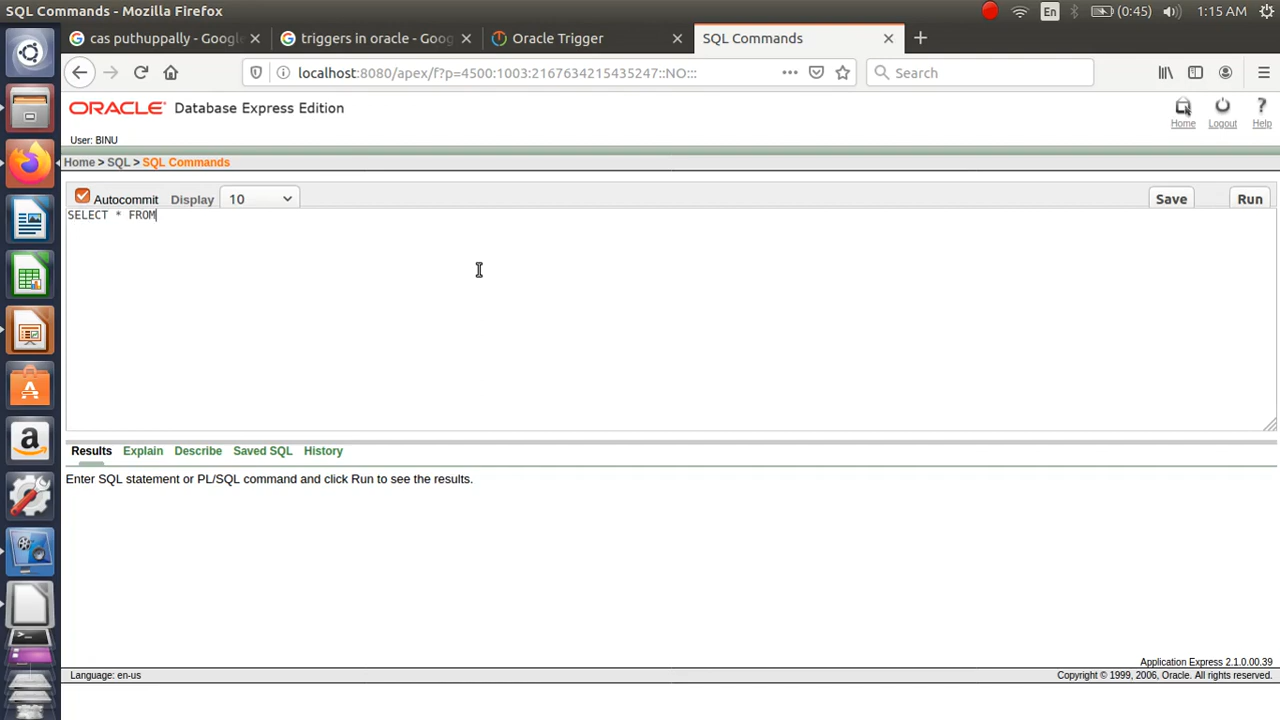 SQL Commands - Mozilla Firefox
En
(0:45)
1:15 AM
cas puthuppally - Google
triggers in oracle - Goog
Oracle Trigger
SQL Commands
localhost:8080/apex/f?p=4500:1003:2167634215435247::NO:::
Search
ORACLE Database Express Edition
Home
Logout
Help
User: BINU
Home > SQL > SQL Commands
Autocommit Display 10
Save
Run
SELECT * FROM
Results Explain Describe Saved SQL History
Enter SQL statement or PL/SQL command and click Run to see the results.
Application Express 2.1.0.00.39
Language: en-us
Copyright © 1999, 2006, Oracle. All rights reserved.